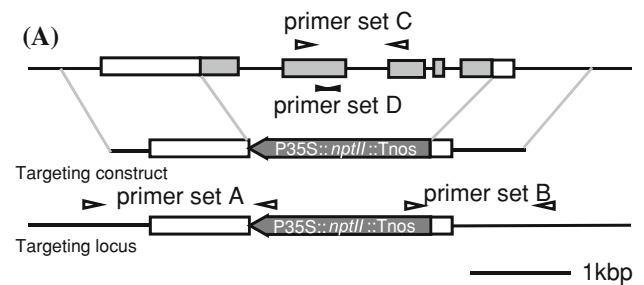 (A)
primer set C
primer set D
P35S::nptII::Tnos
Targeting construct
primer set A
primer set B
P35S::nptII::Tnos
Targeting locus
1kbp